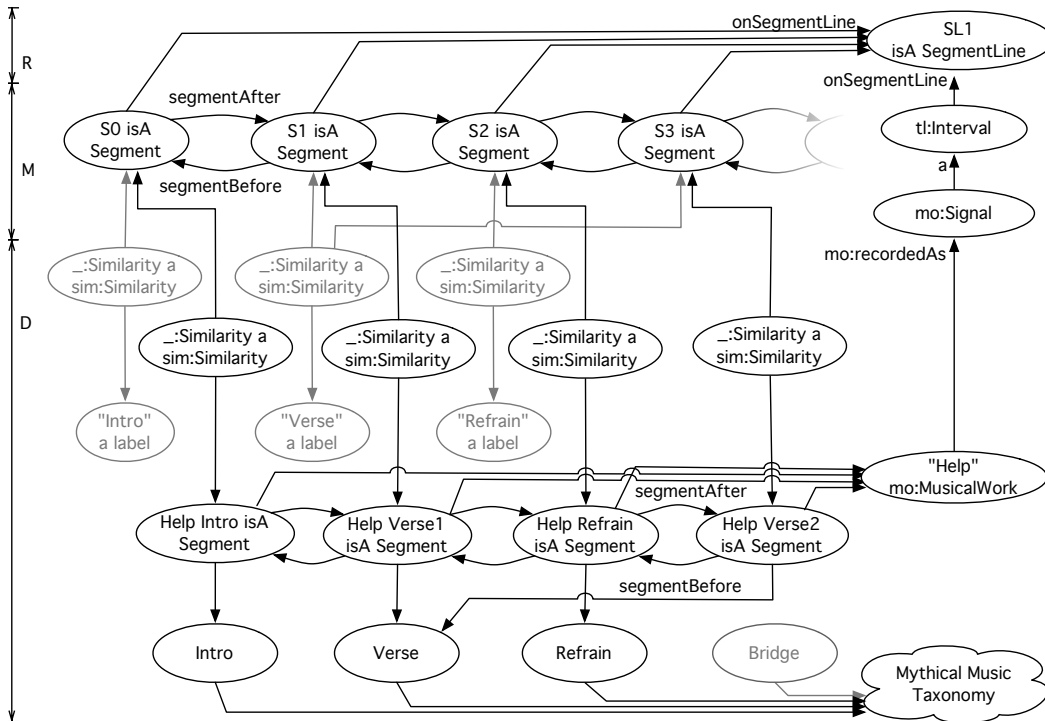 onSegmentLine
SL1
isA SegmentLine
R
onSegmentLine
segmentAfter
S0 isA
Segment
S1 isA
Segment
S2 isA
Segment
S3 isA
Segment
tl:Interval
M
segmentBefore
a
mo:Signal
mo:recordedAs
_:Similarity a
sim:Similarity
_:Similarity a
sim:Similarity
_:Similarity a
sim:Similarity
D
_:Similarity a
sim:Similarity
_:Similarity a
sim:Similarity
_:Similarity a
sim:Similarity
_:Similarity a
sim:Similarity
"Intro"
a label
"Verse"
a label
"Refrain"
a label
"Help"
mo:MusicalWork
segmentAfter
Help Intro isA
Segment
Help Verse1
isA Segment
Help Refrain
isA Segment
Help Verse2
isA Segment
segmentBefore
Intro
Verse
Refrain
Bridge
Mythical Music
Taxonomy